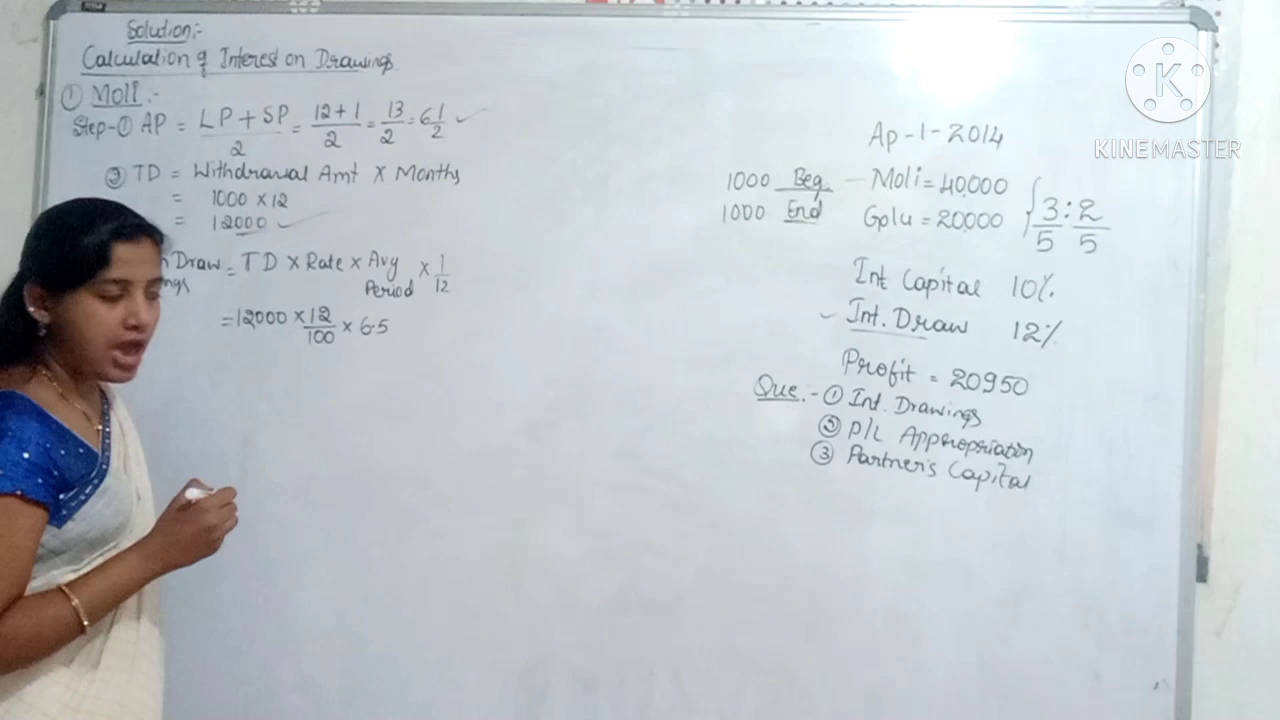 Solution:-
Calculation of Interest on Drawings
① Moli :-
Step-① AP = LP + SP / 2 = 12+1 / 2 = 13 / 2 = 6 1/2
② TD = Withdrawal Amt X Months
= 1000 × 12
= 12000
Draw = TD × Rate × Avg Period × 1/12
ngs
= 12000 × 12/100 × 6.5
K
KINEMASTER
Ap-1-2014
1000 Beg. — Moli = 40,000
1000 End Golu = 20,000
3/5 : 2/5
Int Capital 10%
Int. Draw 12%
Profit = 20950
Que.:- ① Int. Drawings
② P/L Appropriation
③ Partner's Capital